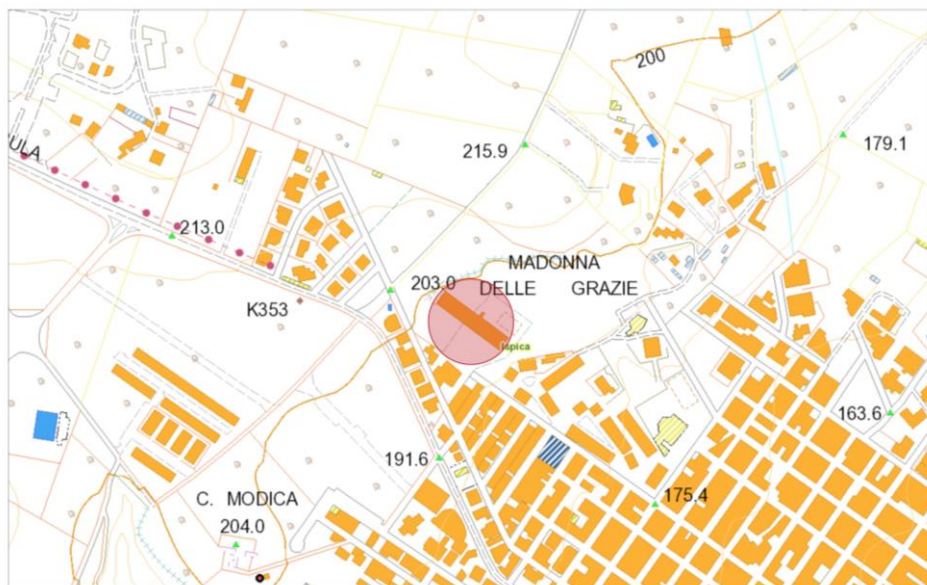 200
179.1
215.9
ULA
213.0
MADONNA
203.0 DELLE GRAZIE
K353
Ispica
163.6
191.6
175.4
C. MODICA
204.0